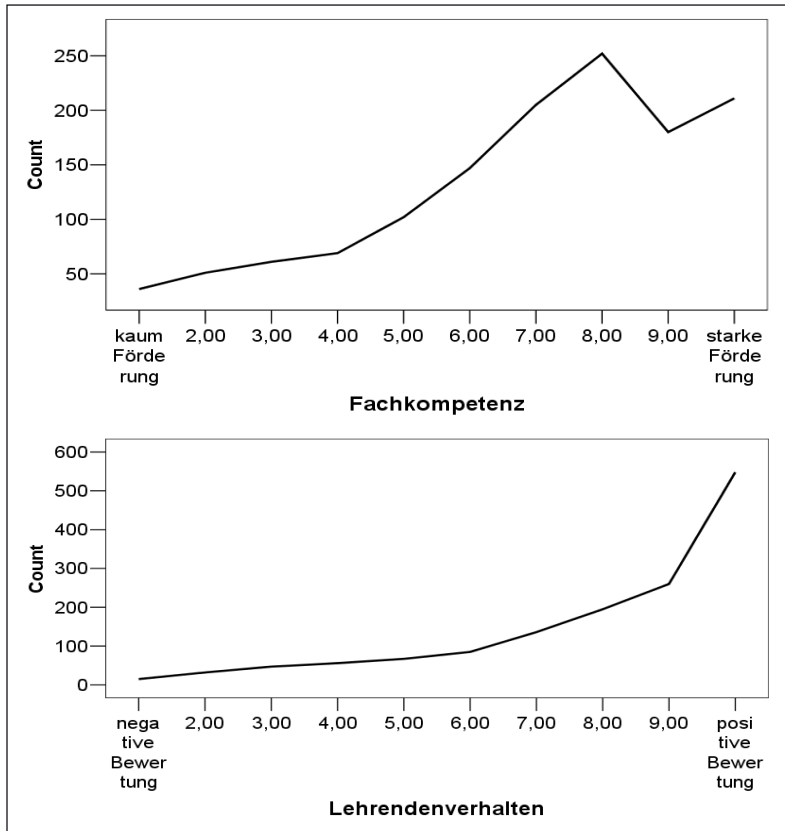 250
200
150
100
50
Count
kaum 2,00 3,00 4,00 5,00 6,00 7,00 8,00 9,00 starke
Förde Förde
rung rung
Fachkompetenz
600
500
400
300
200
100
0
Count
nega 2,00 3,00 4,00 5,00 6,00 7,00 8,00 9,00 posi
tive tive
Bewer Bewer
tung tung
Lehrendenverhalten